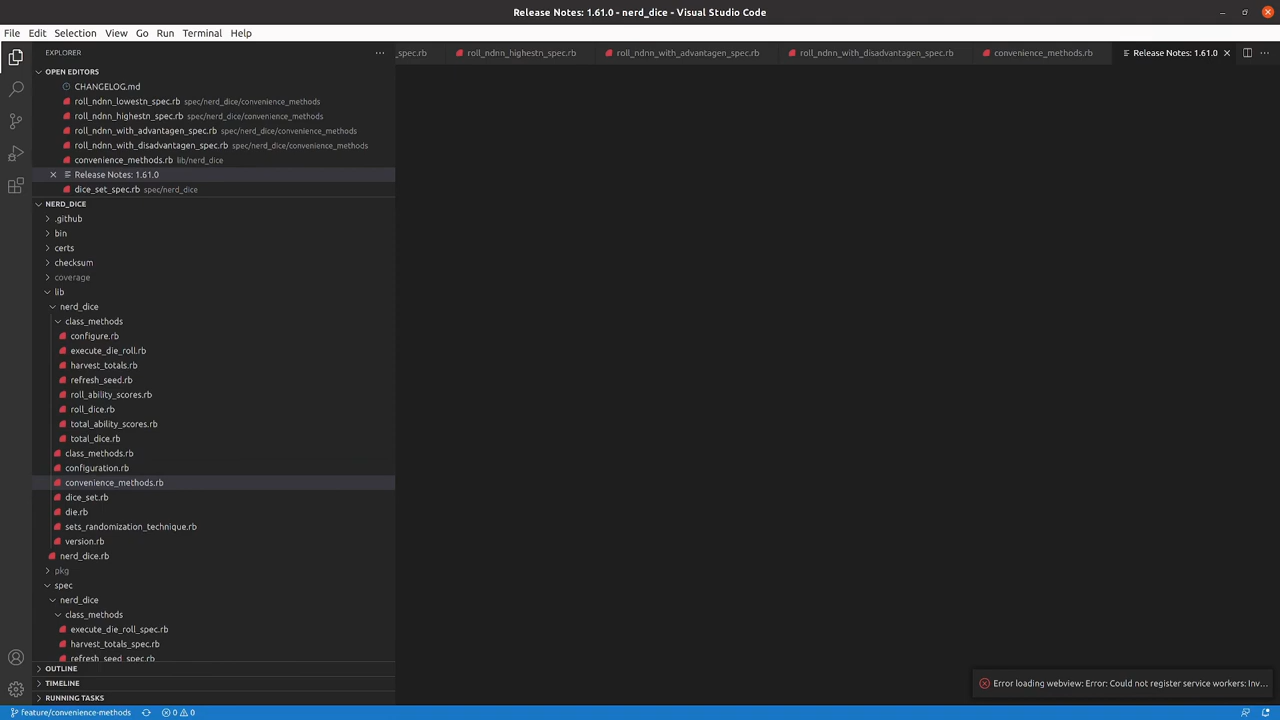 Release Notes: 1.61.0 - nerd_dice - Visual Studio Code
File Edit Selection View Go Run Terminal Help
EXPLORER
_spec.rb roll_ndnn_highestn_spec.rb roll_ndnn_with_advantagen_spec.rb roll_ndnn_with_disadvantagen_spec.rb convenience_methods.rb Release Notes: 1.61.0
OPEN EDITORS
CHANGELOG.md
roll_ndnn_lowestn_spec.rb spec/nerd_dice/convenience_methods
roll_ndnn_highestn_spec.rb spec/nerd_dice/convenience_methods
roll_ndnn_with_advantagen_spec.rb spec/nerd_dice/convenience_methods
roll_ndnn_with_disadvantagen_spec.rb spec/nerd_dice/convenience_methods
convenience_methods.rb lib/nerd_dice
Release Notes: 1.61.0
dice_set_spec.rb spec/nerd_dice
NERD_DICE
.github
bin
certs
checksum
coverage
lib
nerd_dice
class_methods
configure.rb
execute_die_roll.rb
harvest_totals.rb
refresh_seed.rb
roll_ability_scores.rb
roll_dice.rb
total_ability_scores.rb
total_dice.rb
class_methods.rb
configuration.rb
convenience_methods.rb
dice_set.rb
die.rb
sets_randomization_technique.rb
version.rb
nerd_dice.rb
pkg
spec
nerd_dice
class_methods
execute_die_roll_spec.rb
harvest_totals_spec.rb
refresh_seed_spec.rb
OUTLINE
TIMELINE
RUNNING TASKS
Error loading webview: Error: Could not register service workers: Inv...
feature/convenience-methods 0 0